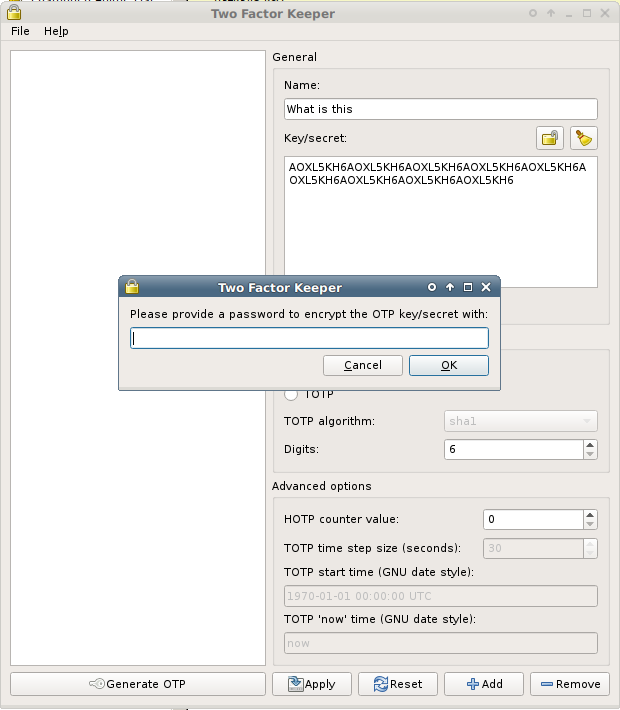 Two Factor Keeper
File Help
General
Name:
What is this
Key/secret:
AOXL5KH6AOXL5KH6AOXL5KH6AOXL5KH6AOXL5KH6A
OXL5KH6AOXL5KH6AOXL5KH6AOXL5KH6
Two Factor Keeper
Please provide a password to encrypt the OTP key/secret with:
Cancel OK
TOTP
TOTP algorithm: sha1
Digits: 6
Advanced options
HOTP counter value: 0
TOTP time step size (seconds): 30
TOTP start time (GNU date style):
1970-01-01 00:00:00 UTC
TOTP 'now' time (GNU date style):
now
Generate OTP Apply Reset Add Remove